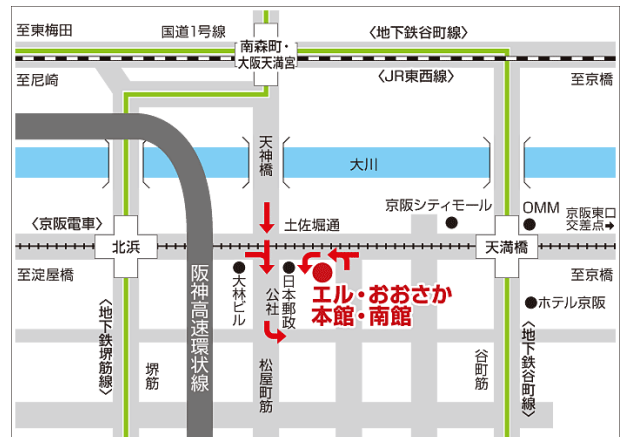 至東梅田
国道1号線
南森町・
大阪天満宮
〈地下鉄谷町線〉
〈JR東西線〉
至尼崎
至京橋
天神橋
大川
京阪シティモール
OMM
京阪東口
交差点➡
〈京阪電車〉
土佐堀通
北浜
天満橋
至淀屋橋
至京橋
大林ビル
公社
日本郵政
エル・おおさか
本館・南館
ホテル京阪
阪神高速環状線
〈地下鉄堺筋線〉
堺筋
松屋町筋
谷町筋
〈地下鉄谷町線〉